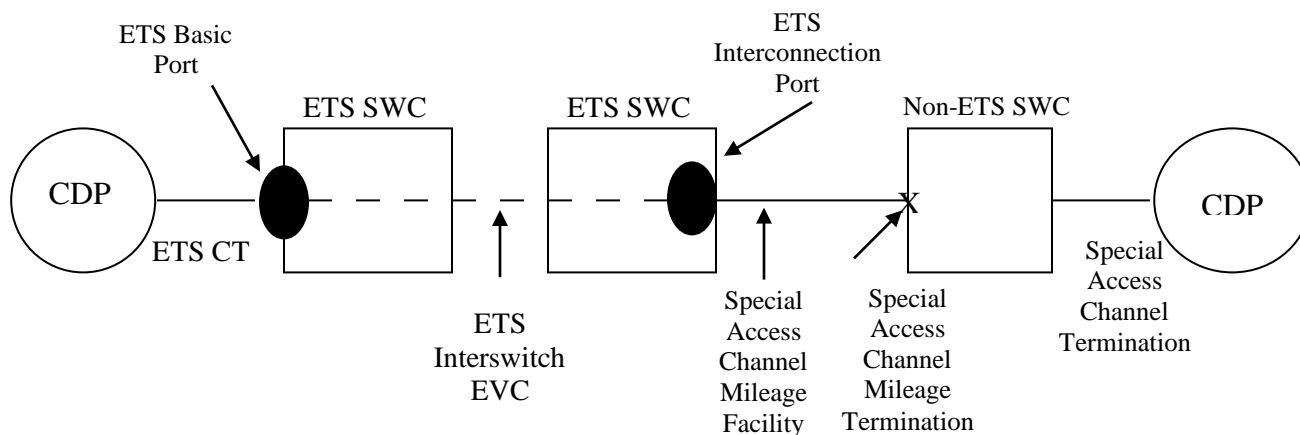 ETS Basic
Port
ETS
Interconnection
Port
ETS SWC
ETS SWC
Non-ETS SWC
CDP
X
CDP
ETS CT
ETS
Interswitch
EVC
Special
Access
Channel
Mileage
Facility
Special
Access
Channel
Mileage
Termination
Special
Access
Channel
Termination